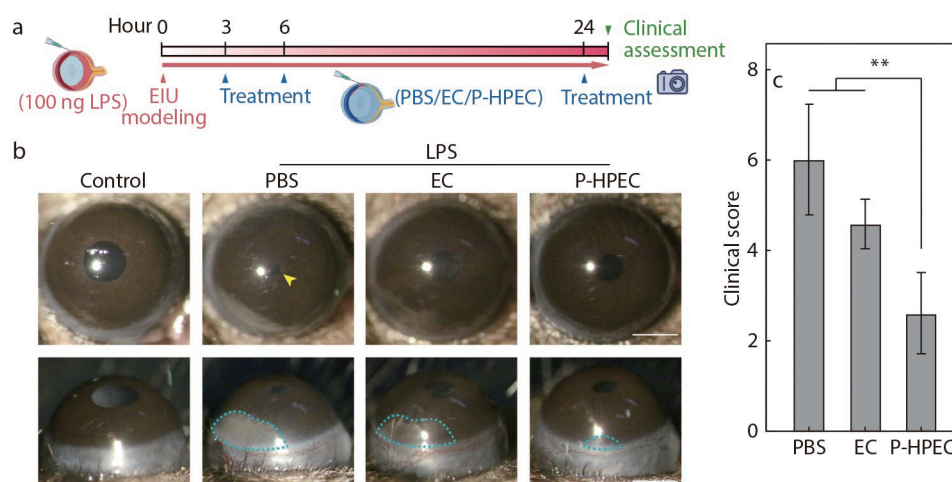 a
Hour 0 3 6 24
Clinical
assessment
(100 ng LPS)
EIU
modeling
Treatment
(PBS/EC/P-HPEC)
Treatment
b
LPS
Control PBS EC P-HPEC
c
**
Clinical score
8
6
4
2
0
PBS EC P-HPEC